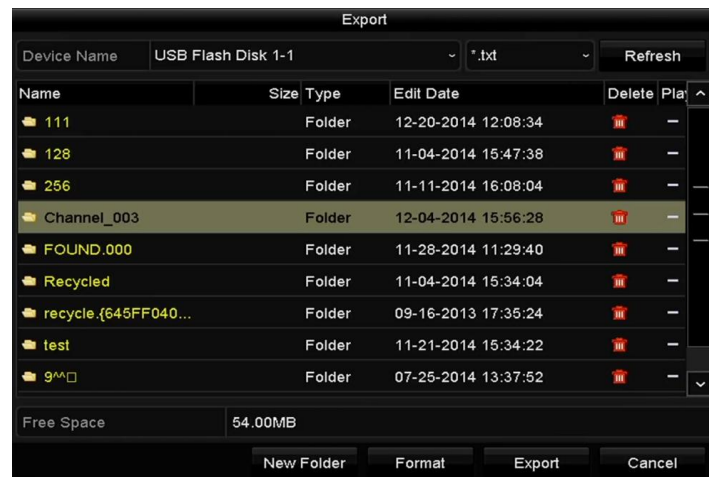 Export
Device Name USB Flash Disk 1-1 *.txt Refresh
Name Size Type Edit Date Delete Play
111 Folder 12-20-2014 12:08:34 –
128 Folder 11-04-2014 15:47:38 –
256 Folder 11-11-2014 16:08:04 –
Channel_003 Folder 12-04-2014 15:56:28 –
FOUND.000 Folder 11-28-2014 11:29:40 –
Recycled Folder 11-04-2014 15:34:04 –
recycle.{645FF040... Folder 09-16-2013 17:35:24 –
test Folder 11-21-2014 15:34:22 –
9^^□ Folder 07-25-2014 13:37:52 –
Free Space 54.00MB
New Folder Format Export Cancel